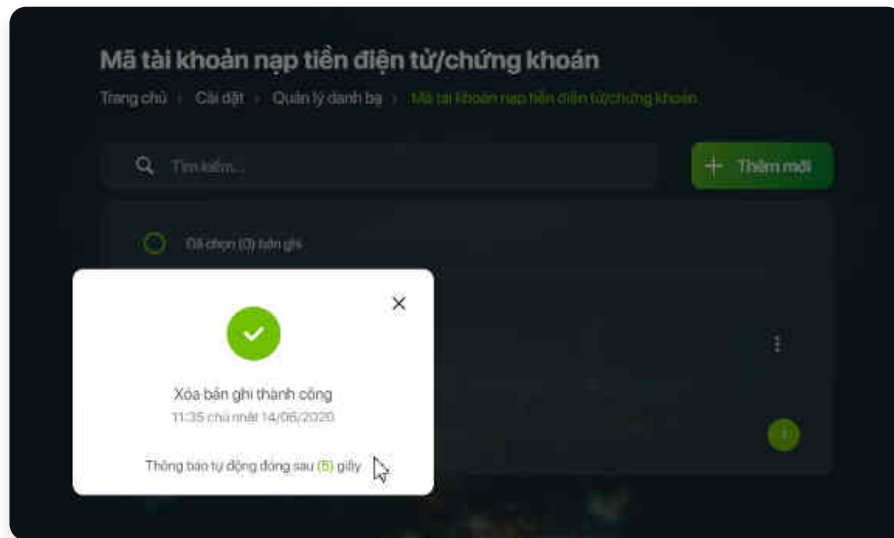 Mã tài khoản nạp tiền điện tử/chứng khoán
Trang chủ › Cài đặt › Quản lý danh bạ › Mã tài khoản nạp tiền điện tử/chứng khoán
Tìm kiếm...
+ Thêm mới
Đã chọn (0) bản ghi
Xóa bản ghi thành công
11:35 chủ nhật 14/06/2020
Thông báo tự động đóng sau (5) giây